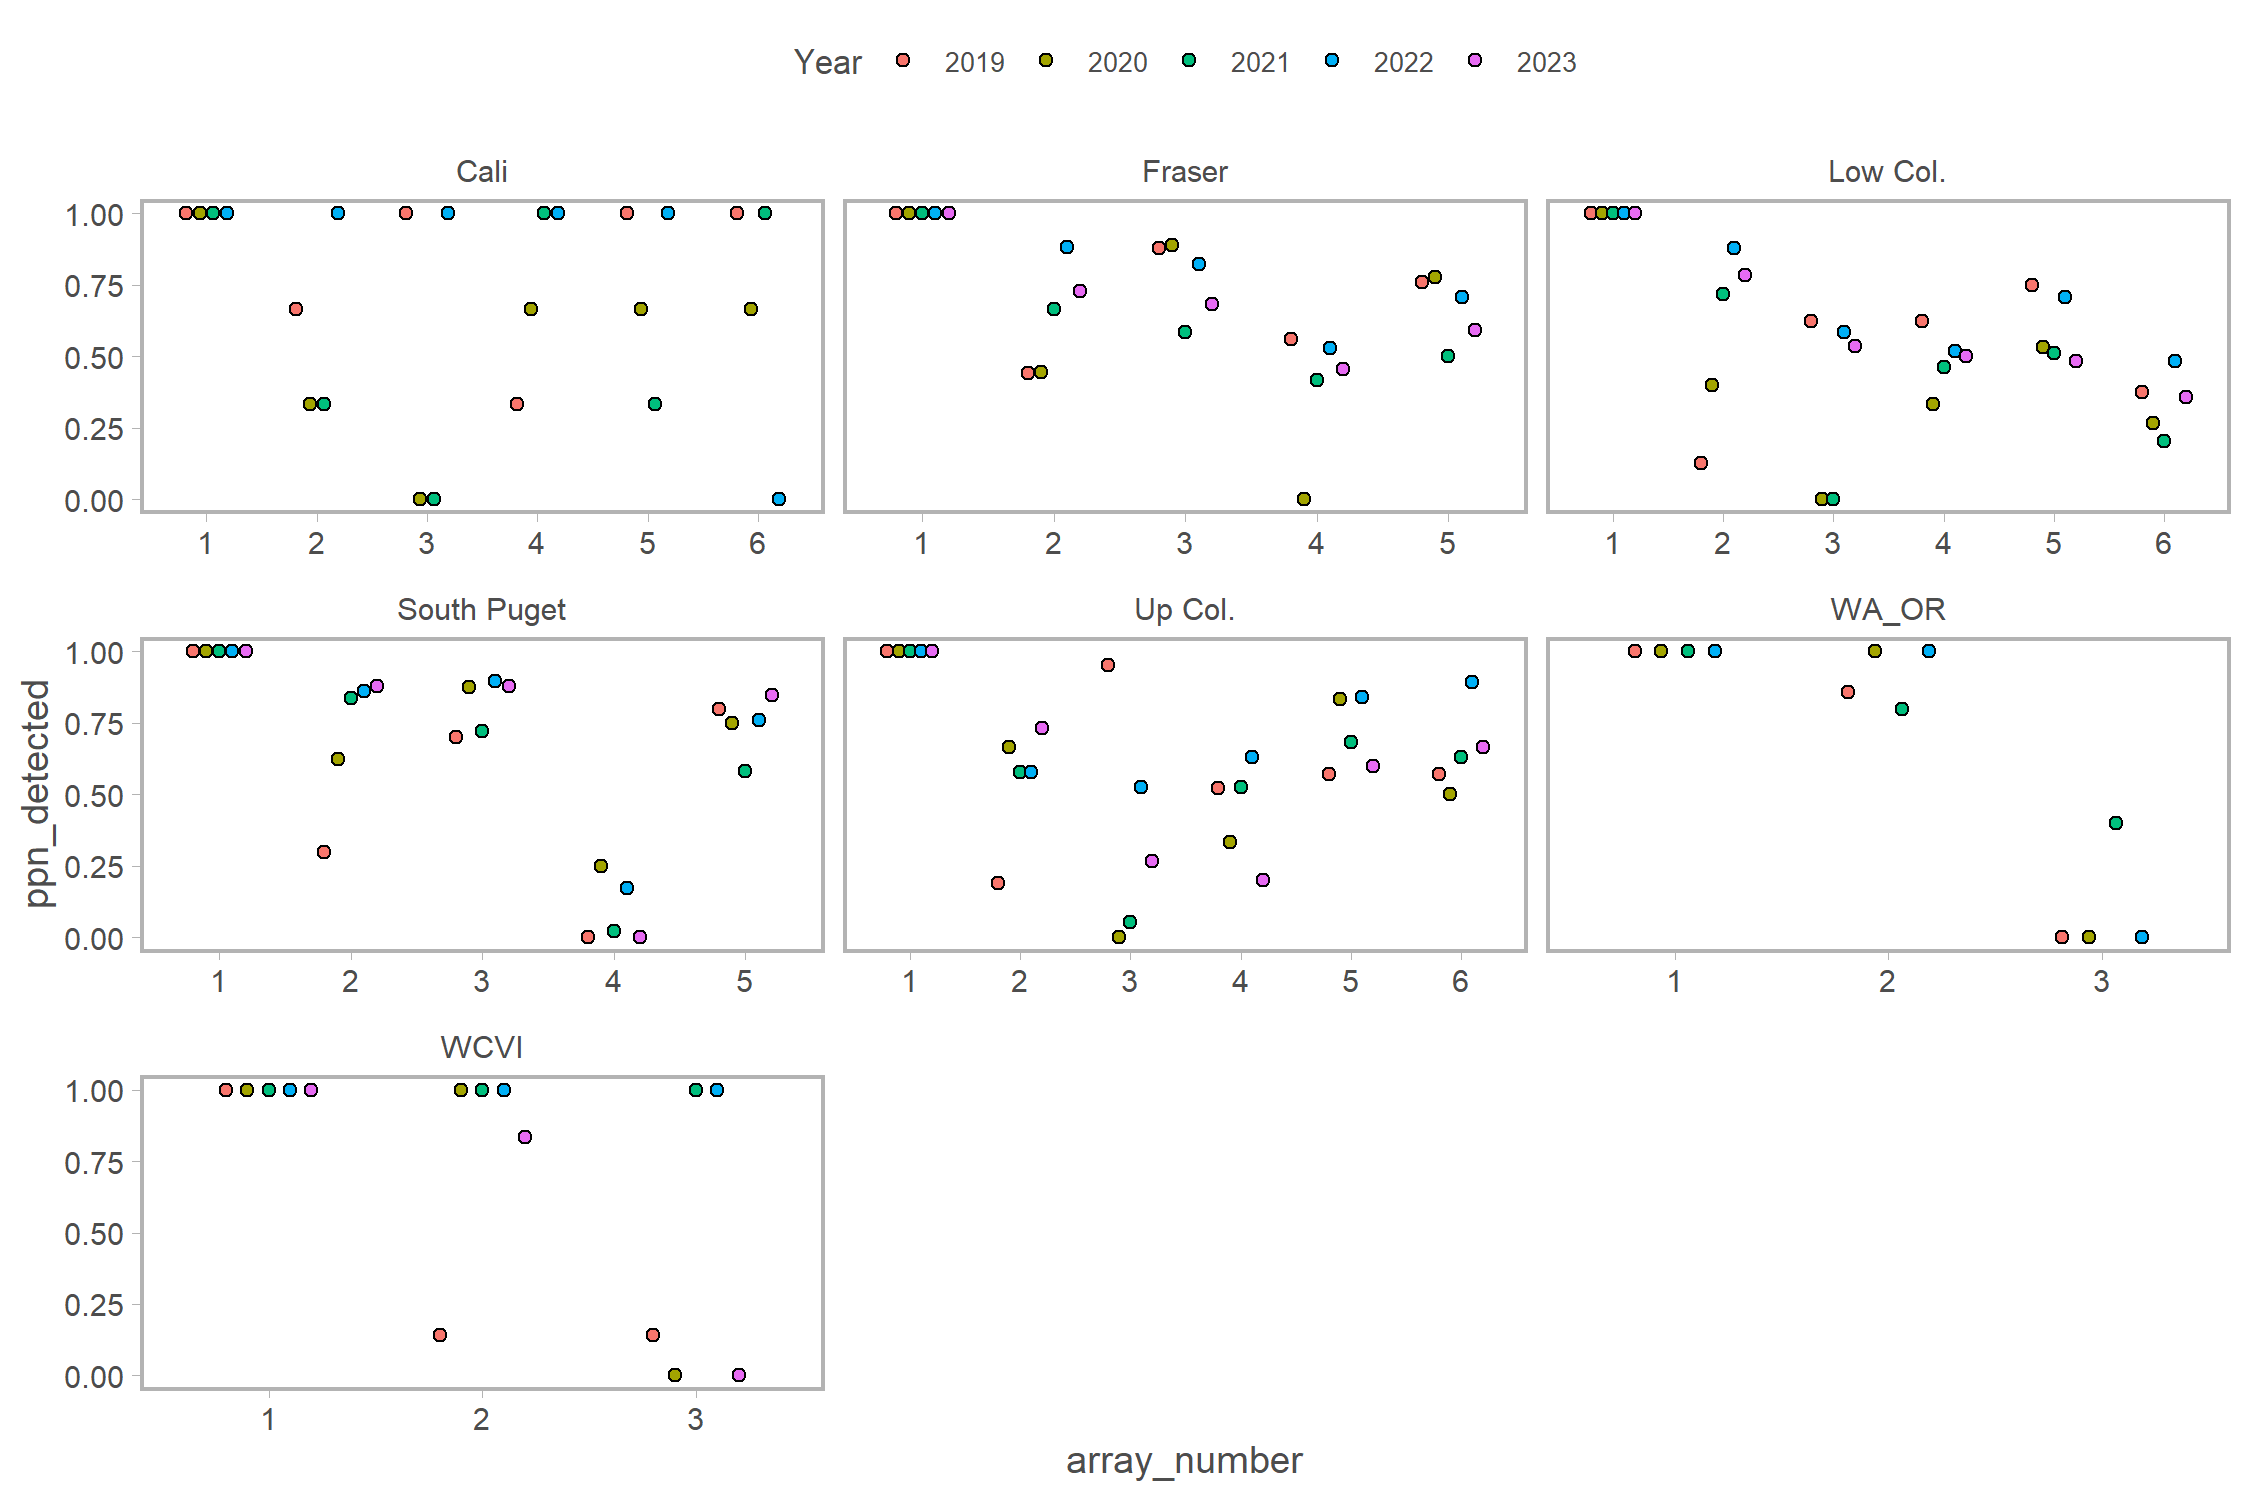 Year 2019 2020 2021 2022 2023
Cali Fraser Low Col.
1.00
0.75
0.50
0.25
0.00
1 2 3 4 5 6 1 2 3 4 5 1 2 3 4 5 6
South Puget Up Col. WA_OR
1.00
0.75
0.50
0.25
0.00
1 2 3 4 5 1 2 3 4 5 6 1 2 3
ppn_detected
WCVI
1.00
0.75
0.50
0.25
0.00
1 2 3
array_number